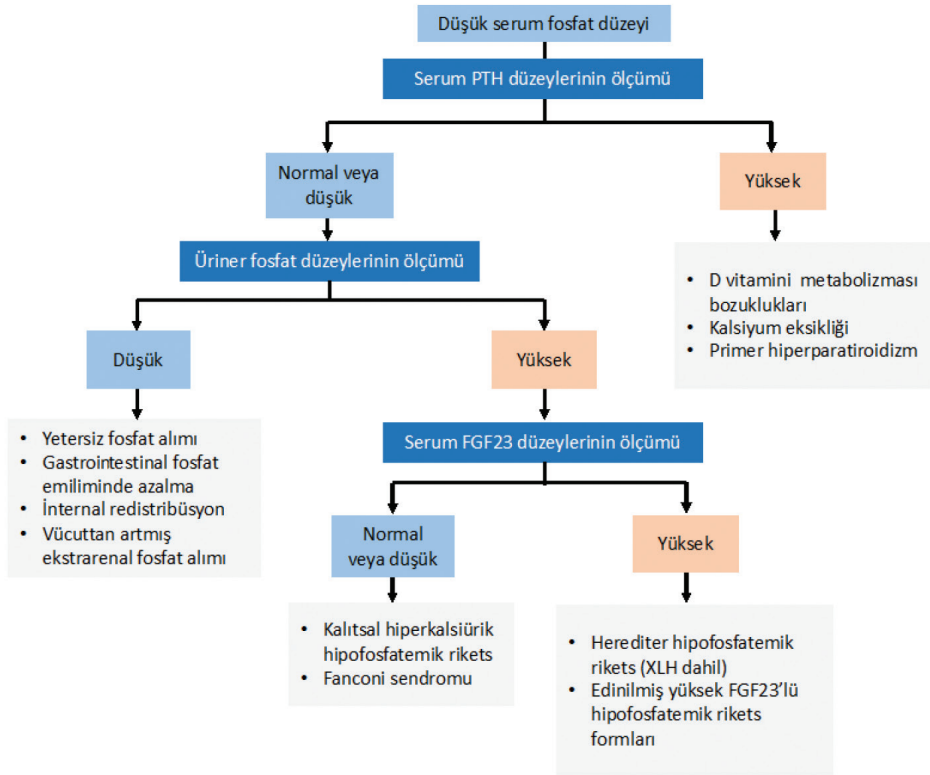 Düşük serum fosfat düzeyi
Serum PTH düzeylerinin ölçümü
Normal veya
düşük
Yüksek
Üriner fosfat düzeylerinin ölçümü
• D vitamini metabolizması
bozuklukları
• Kalsiyum eksikliği
• Primer hiperparatiroidizm
Düşük
Yüksek
• Yetersiz fosfat alımı
• Gastrointestinal fosfat
emiliminde azalma
• İnternal redistribüsyon
• Vücuttan artmış
ekstrarenal fosfat alımı
Serum FGF23 düzeylerinin ölçümü
Normal
veya düşük
Yüksek
• Kalıtsal hiperkalsiürik
hipofosfatemik rikets
• Fanconi sendromu
• Herediter hipofosfatemik
rikets (XLH dahil)
• Edinilmiş yüksek FGF23'lü
hipofosfatemik rikets
formları